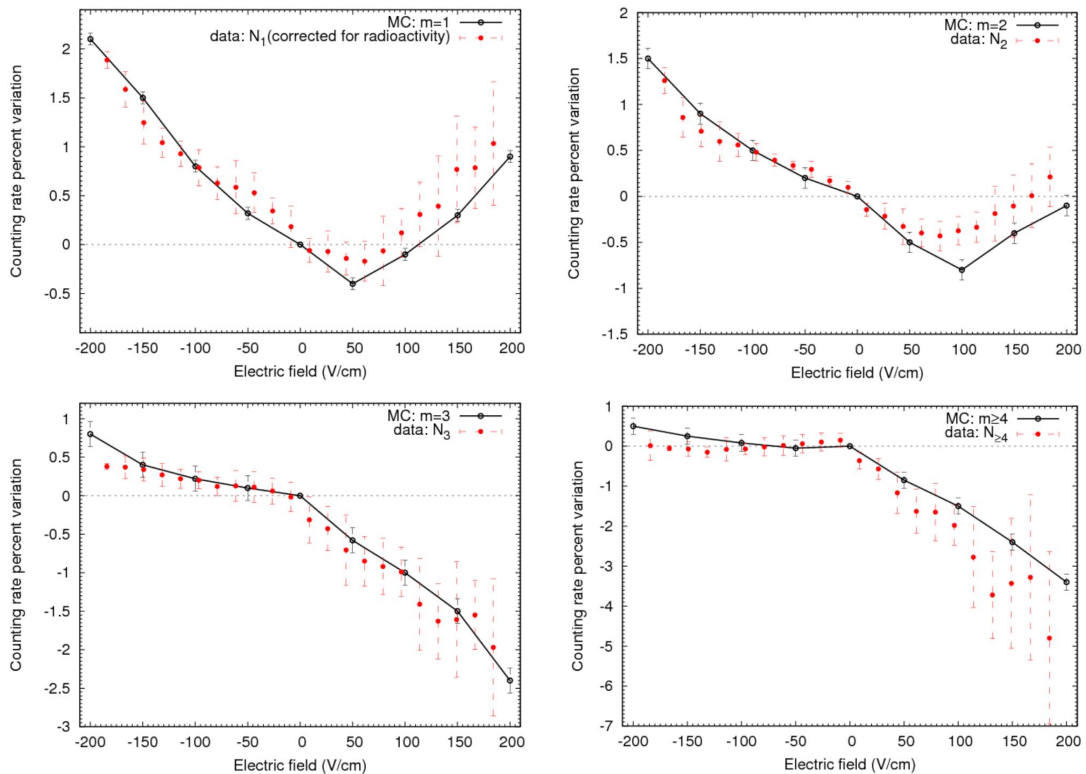 MC: m=1
data: N₁(corrected for radioactivity)
Counting rate percent variation
2
1.5
1
0.5
0
-0.5
-200 -150 -100 -50 0 50 100 150 200
Electric field (V/cm)
MC: m=2
data: N₂
Counting rate percent variation
2
1.5
1
0.5
0
-0.5
-1
-1.5
-200 -150 -100 -50 0 50 100 150 200
Electric field (V/cm)
MC: m=3
data: N₃
Counting rate percent variation
1
0.5
0
-0.5
-1
-1.5
-2
-2.5
-3
-200 -150 -100 -50 0 50 100 150 200
Electric field (V/cm)
MC: m≥4
data: N≥4
Counting rate percent variation
1
0
-1
-2
-3
-4
-5
-6
-7
-200 -150 -100 -50 0 50 100 150 200
Electric field (V/cm)